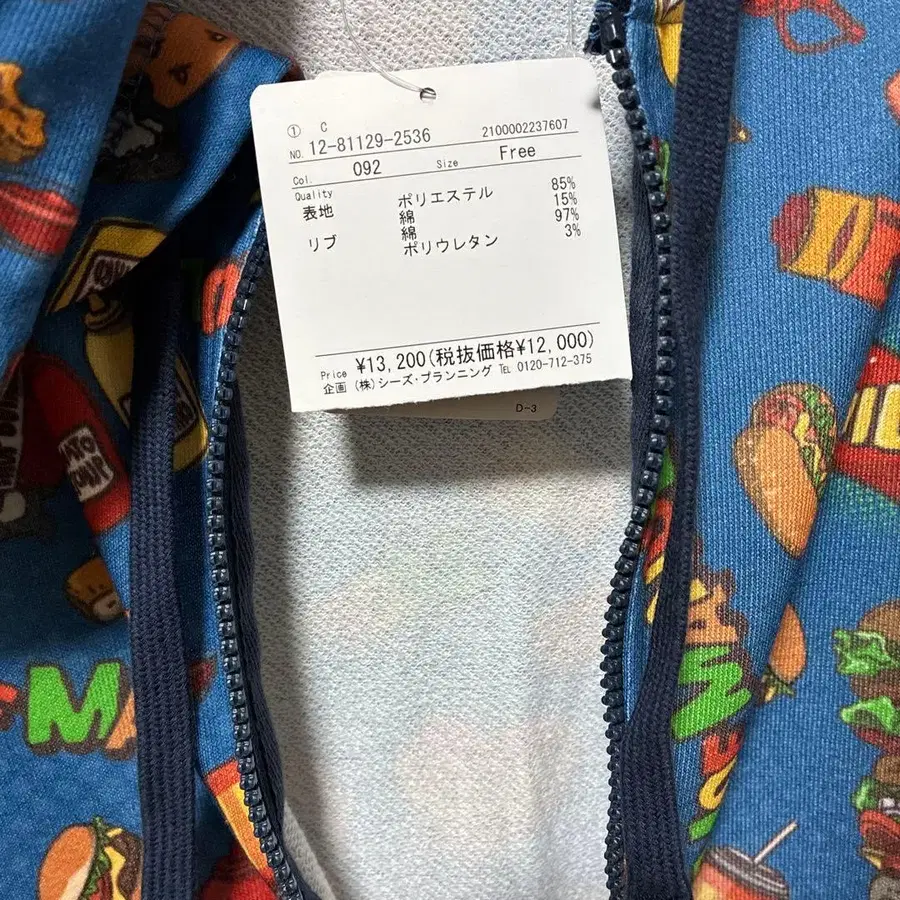 ① C
NO. 12-81129-2536 2100002237607
Col. 092 Size Free
Quality
表地 ポリエステル 85%
綿 15%
リブ 綿 97%
ポリウレタン 3%
Price ¥13,200(税抜価格¥12,000)
企画 (株)シーズ・プランニング TEL 0120-712-375
D-3
M